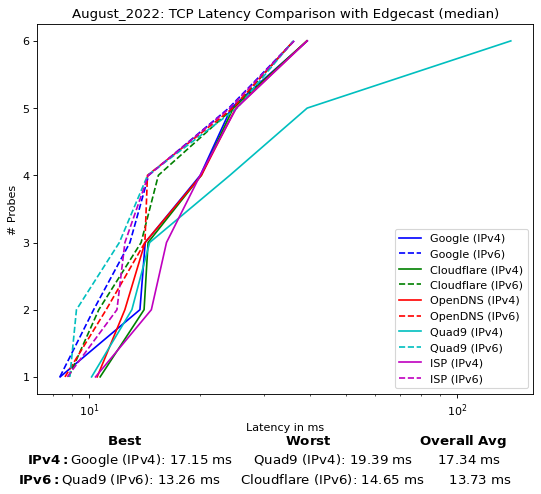 August_2022: TCP Latency Comparison with Edgecast (median)
6
5
4
3
2
1
# Probes
Google (IPv4)
Google (IPv6)
Cloudflare (IPv4)
Cloudflare (IPv6)
OpenDNS (IPv4)
OpenDNS (IPv6)
Quad9 (IPv4)
Quad9 (IPv6)
ISP (IPv4)
ISP (IPv6)
10¹ 10²
Latency in ms
Best Worst Overall Avg
IPv4: Google (IPv4): 17.15 ms Quad9 (IPv4): 19.39 ms 17.34 ms
IPv6: Quad9 (IPv6): 13.26 ms Cloudflare (IPv6): 14.65 ms 13.73 ms